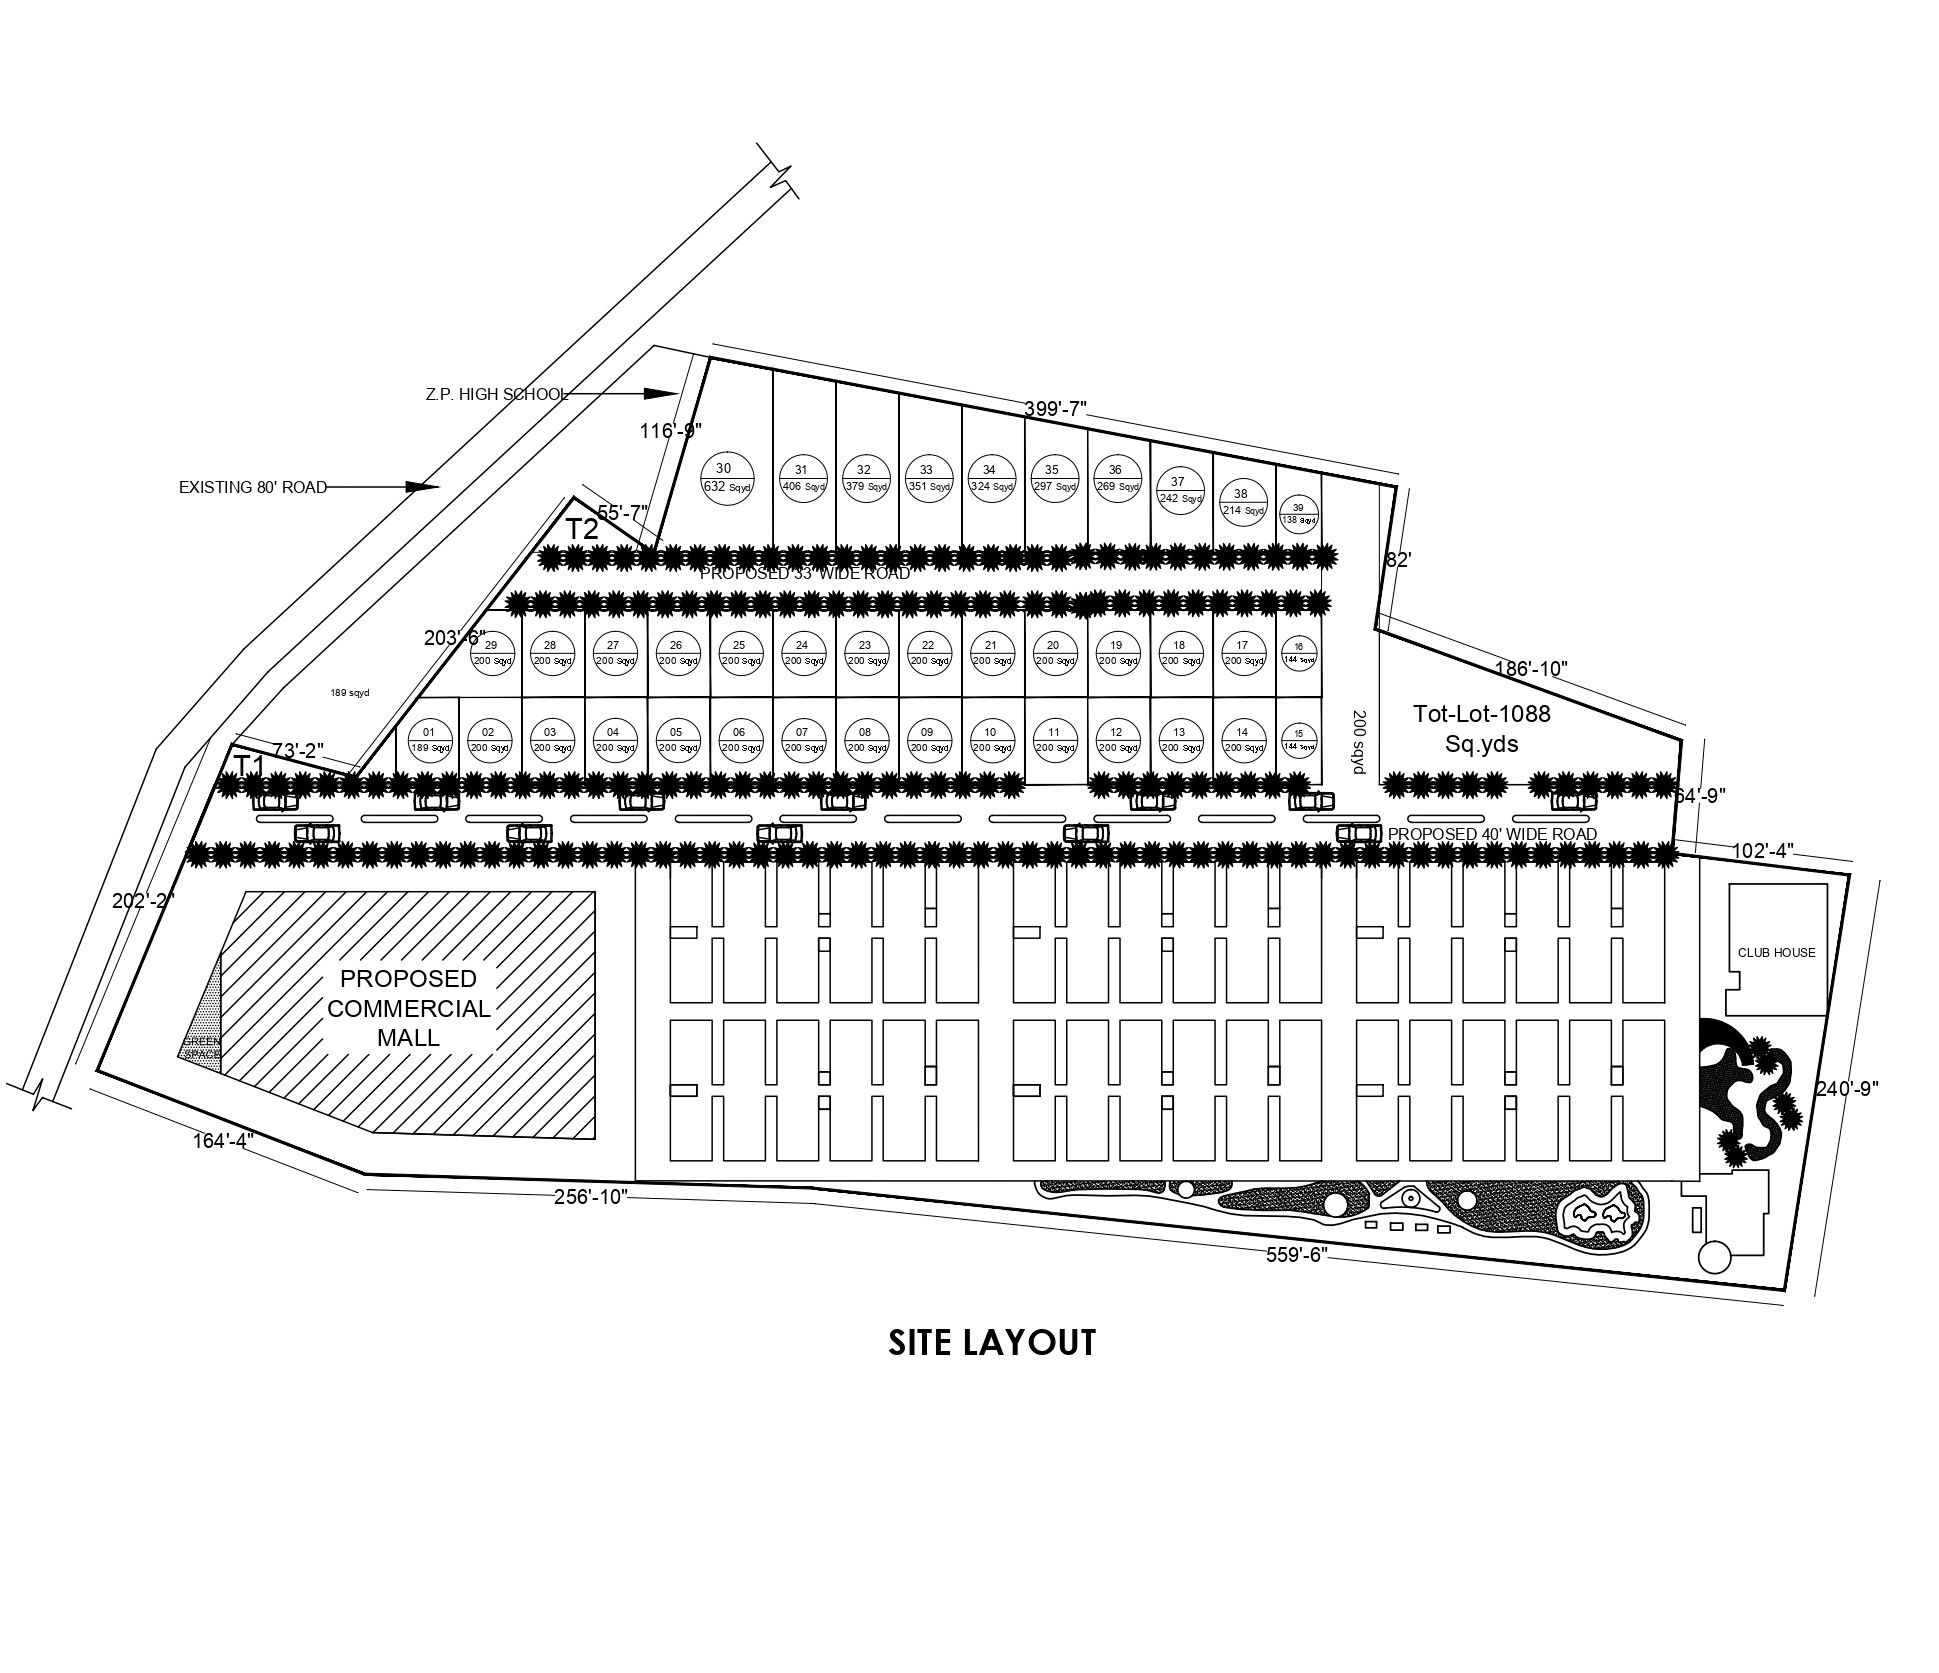 Z.P. HIGH SCHOOL
399'-7"
116'-9"
30
632 Sqyd
31
406 Sqyd
32
379 Sqyd
33
351 Sqyd
34
324 Sqyd
35
297 Sqyd
36
269 Sqyd
37
242 Sqyd
38
214 Sqyd
39
138 Sqyd
EXISTING 80' ROAD
55'-7"
T2
82'
PROPOSED 33' WIDE ROAD
203'-6"
29
200 Sqyd
28
200 Sqyd
27
200 Sqyd
26
200 Sqyd
25
200 Sqyd
24
200 Sqyd
23
200 Sqyd
22
200 Sqyd
21
200 Sqyd
20
200 Sqyd
19
200 Sqyd
18
200 Sqyd
17
200 Sqyd
16
144 Sqyd
186'-10"
189 sqyd
01
189 Sqyd
02
200 Sqyd
03
200 Sqyd
04
200 Sqyd
05
200 Sqyd
06
200 Sqyd
07
200 Sqyd
08
200 Sqyd
09
200 Sqyd
10
200 Sqyd
11
200 Sqyd
12
200 Sqyd
13
200 Sqyd
14
200 Sqyd
15
144 Sqyd
200 sqyd
Tot-Lot-1088
Sq.yds
73'-2"
T1
64'-9"
PROPOSED 40' WIDE ROAD
102'-4"
202'-2"
CLUB HOUSE
PROPOSED
COMMERCIAL
MALL
GREEN
SPACE
240'-9"
164'-4"
256'-10"
559'-6"
SITE LAYOUT